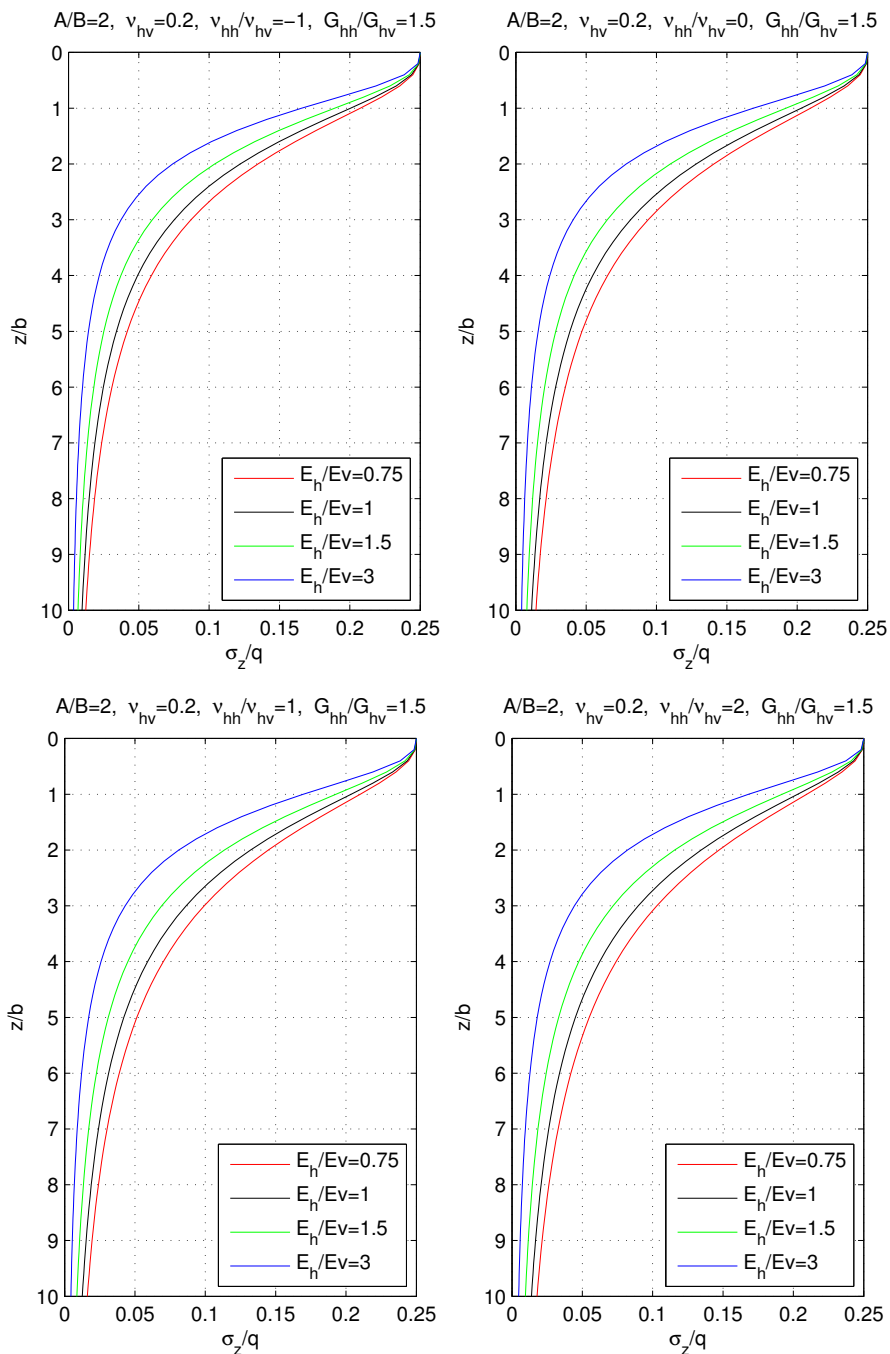 A/B=2, ν_hv=0.2, ν_hh/ν_hv=−1, G_hh/G_hv=1.5
0
1
2
3
4
5
6
7
8
9
10
z/b
0 0.05 0.1 0.15 0.2 0.25
σ_z/q
E_h/Ev=0.75
E_h/Ev=1
E_h/Ev=1.5
E_h/Ev=3
A/B=2, ν_hv=0.2, ν_hh/ν_hv=0, G_hh/G_hv=1.5
0
1
2
3
4
5
6
7
8
9
10
z/b
0 0.05 0.1 0.15 0.2 0.25
σ_z/q
E_h/Ev=0.75
E_h/Ev=1
E_h/Ev=1.5
E_h/Ev=3
A/B=2, ν_hv=0.2, ν_hh/ν_hv=1, G_hh/G_hv=1.5
0
1
2
3
4
5
6
7
8
9
10
z/b
0 0.05 0.1 0.15 0.2 0.25
σ_z/q
E_h/Ev=0.75
E_h/Ev=1
E_h/Ev=1.5
E_h/Ev=3
A/B=2, ν_hv=0.2, ν_hh/ν_hv=2, G_hh/G_hv=1.5
0
1
2
3
4
5
6
7
8
9
10
z/b
0 0.05 0.1 0.15 0.2 0.25
σ_z/q
E_h/Ev=0.75
E_h/Ev=1
E_h/Ev=1.5
E_h/Ev=3